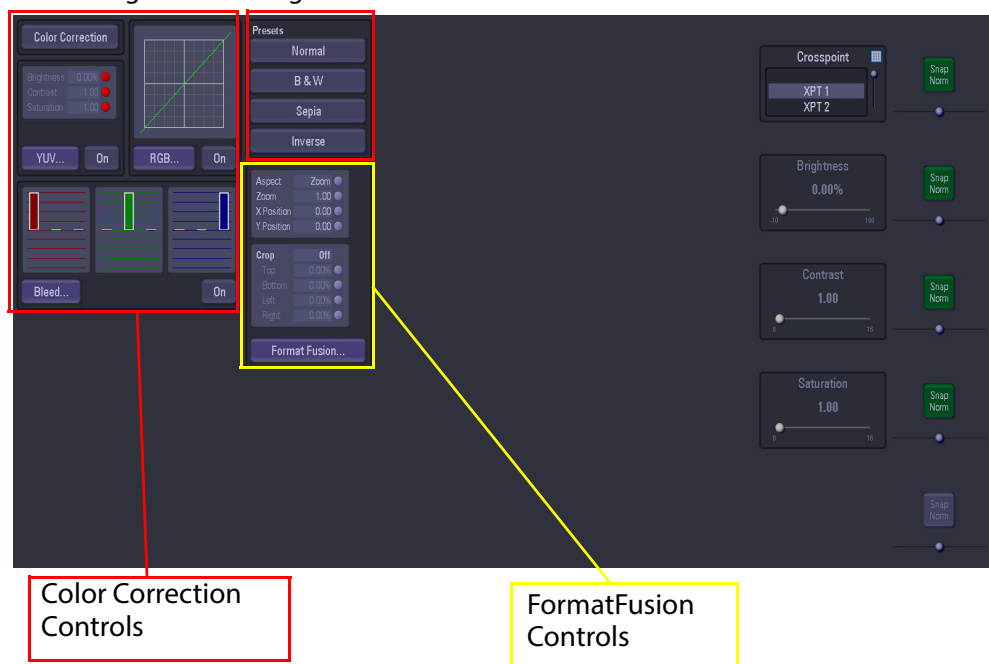 Color Correction
Brightness 0.00%
Contrast 1.00
Saturation 1.00
YUV... On
RGB... On
Bleed... On
Presets
Normal
B & W
Sepia
Inverse
Aspect Zoom
Zoom 1.00
X Position 0.00
Y Position 0.00
Crop Off
Top 0.00%
Bottom 0.00%
Left 0.00%
Right 0.00%
Format Fusion...
Crosspoint
XPT 1
XPT 2
Snap
Norm
Brightness
0.00%
-10 100
Snap
Norm
Contrast
1.00
0 16
Snap
Norm
Saturation
1.00
0 16
Snap
Norm
Snap
Norm
Color Correction
Controls
FormatFusion
Controls